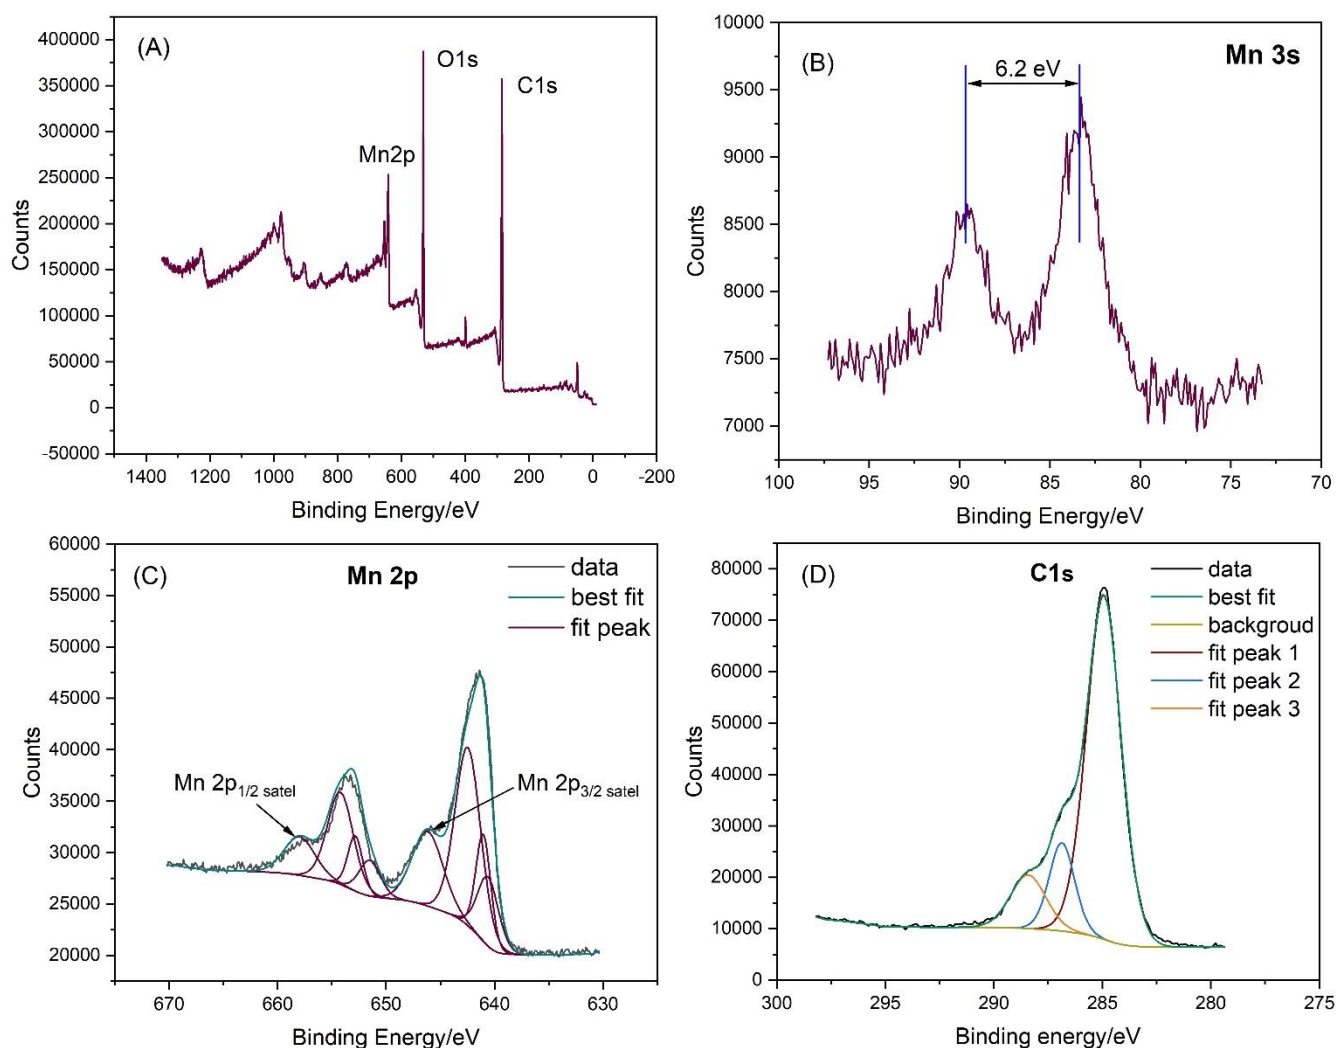 (A)
400000
350000
300000
250000
200000
150000
100000
50000
0
-50000
Counts
O1s
C1s
Mn2p
1400 1200 1000 800 600 400 200 0 -200
Binding Energy/eV
(B)
Mn 3s
6.2 eV
10000
9500
9000
8500
8000
7500
7000
Counts
100 95 90 85 80 75 70
Binding Energy/eV
(C)
Mn 2p
data
best fit
fit peak
60000
55000
50000
45000
40000
35000
30000
25000
20000
Counts
Mn 2p1/2 satel
Mn 2p3/2 satel
670 660 650 640 630
Binding Energy/eV
(D)
C1s
data
best fit
backgroud
fit peak 1
fit peak 2
fit peak 3
80000
70000
60000
50000
40000
30000
20000
10000
0
Counts
300 295 290 285 280 275
Binding energy/eV